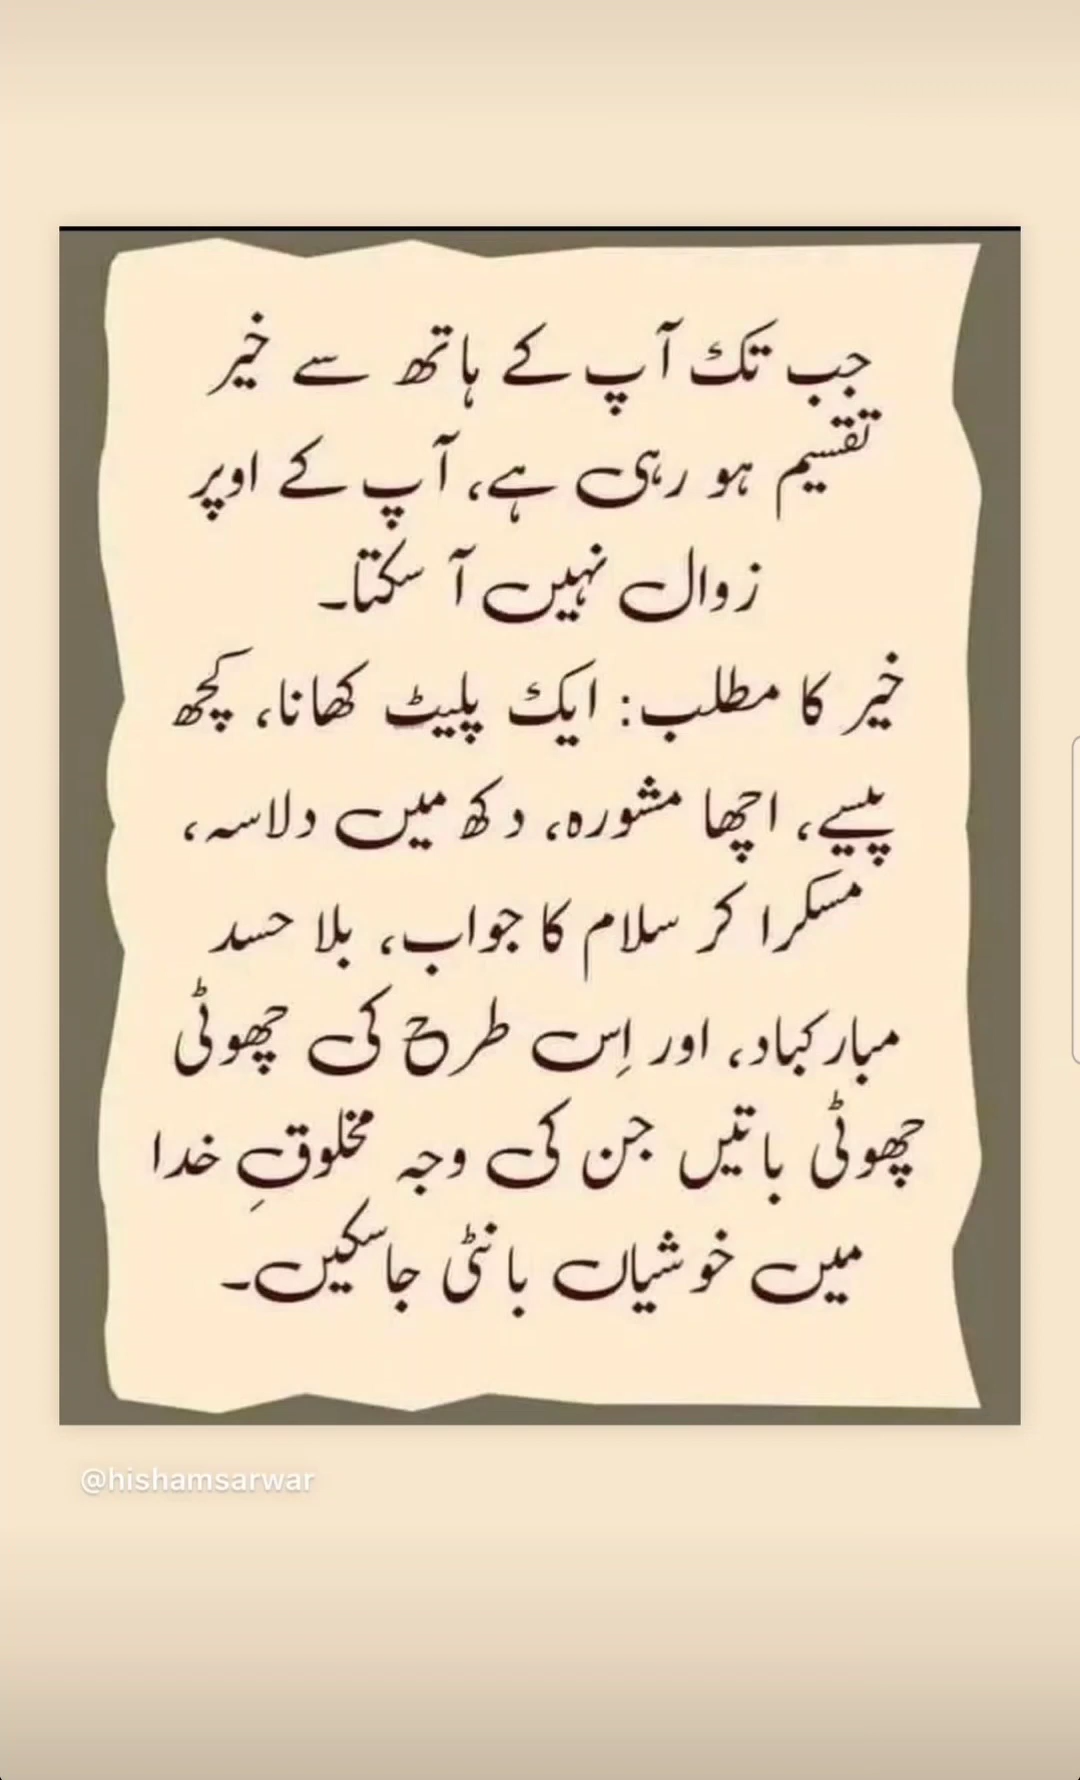 جب تک آپ کے ہاتھ سے خیر
تقسیم ہو رہی ہے، آپ کے اوپر
زوال نہیں آ سکتا۔
خیر کا مطلب: ایک پلیٹ کھانا، کچھ
پیسے، اچھا مشورہ، دکھ میں دلاسہ،
مسکرا کر سلام کا جواب، بلا حسد
مبارکباد، اور اِس طرح کی چھوٹی
چھوٹی باتیں جن کی وجہ مخلوقِ خدا
میں خوشیاں بانٹی جا سکیں۔
@hishamsarwar